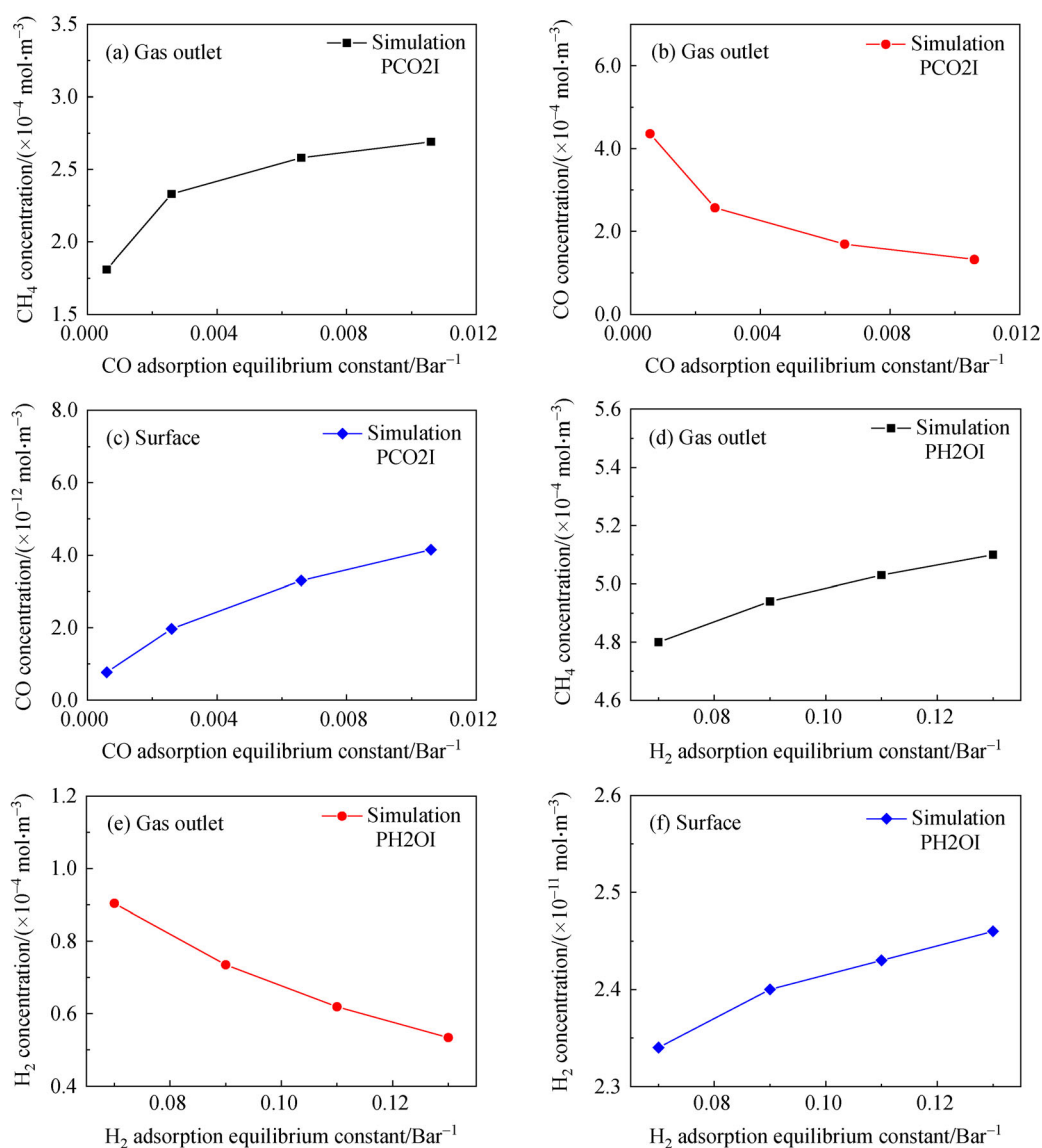 (a) Gas outlet
Simulation
PCO2I
3.5
3.0
2.5
2.0
1.5
CH₄ concentration/(×10⁻⁴ mol·m⁻³)
0.000 0.004 0.008 0.012
CO adsorption equilibrium constant/Bar⁻¹
(b) Gas outlet
Simulation
PCO2I
6.0
4.0
2.0
0.0
CO concentration/(×10⁻⁴ mol·m⁻³)
0.000 0.004 0.008 0.012
CO adsorption equilibrium constant/Bar⁻¹
(c) Surface
Simulation
PCO2I
8.0
6.0
4.0
2.0
0.0
CO concentration/(×10⁻¹² mol·m⁻³)
0.000 0.004 0.008 0.012
CO adsorption equilibrium constant/Bar⁻¹
(d) Gas outlet
Simulation
PH2OI
5.6
5.4
5.2
5.0
4.8
4.6
CH₄ concentration/(×10⁻⁴ mol·m⁻³)
0.08 0.10 0.12
H₂ adsorption equilibrium constant/Bar⁻¹
(e) Gas outlet
Simulation
PH2OI
1.2
1.0
0.8
0.6
0.4
H₂ concentration/(×10⁻⁴ mol·m⁻³)
0.08 0.10 0.12
H₂ adsorption equilibrium constant/Bar⁻¹
(f) Surface
Simulation
PH2OI
2.6
2.5
2.4
2.3
H₂ concentration/(×10⁻¹¹ mol·m⁻³)
0.08 0.10 0.12
H₂ adsorption equilibrium constant/Bar⁻¹